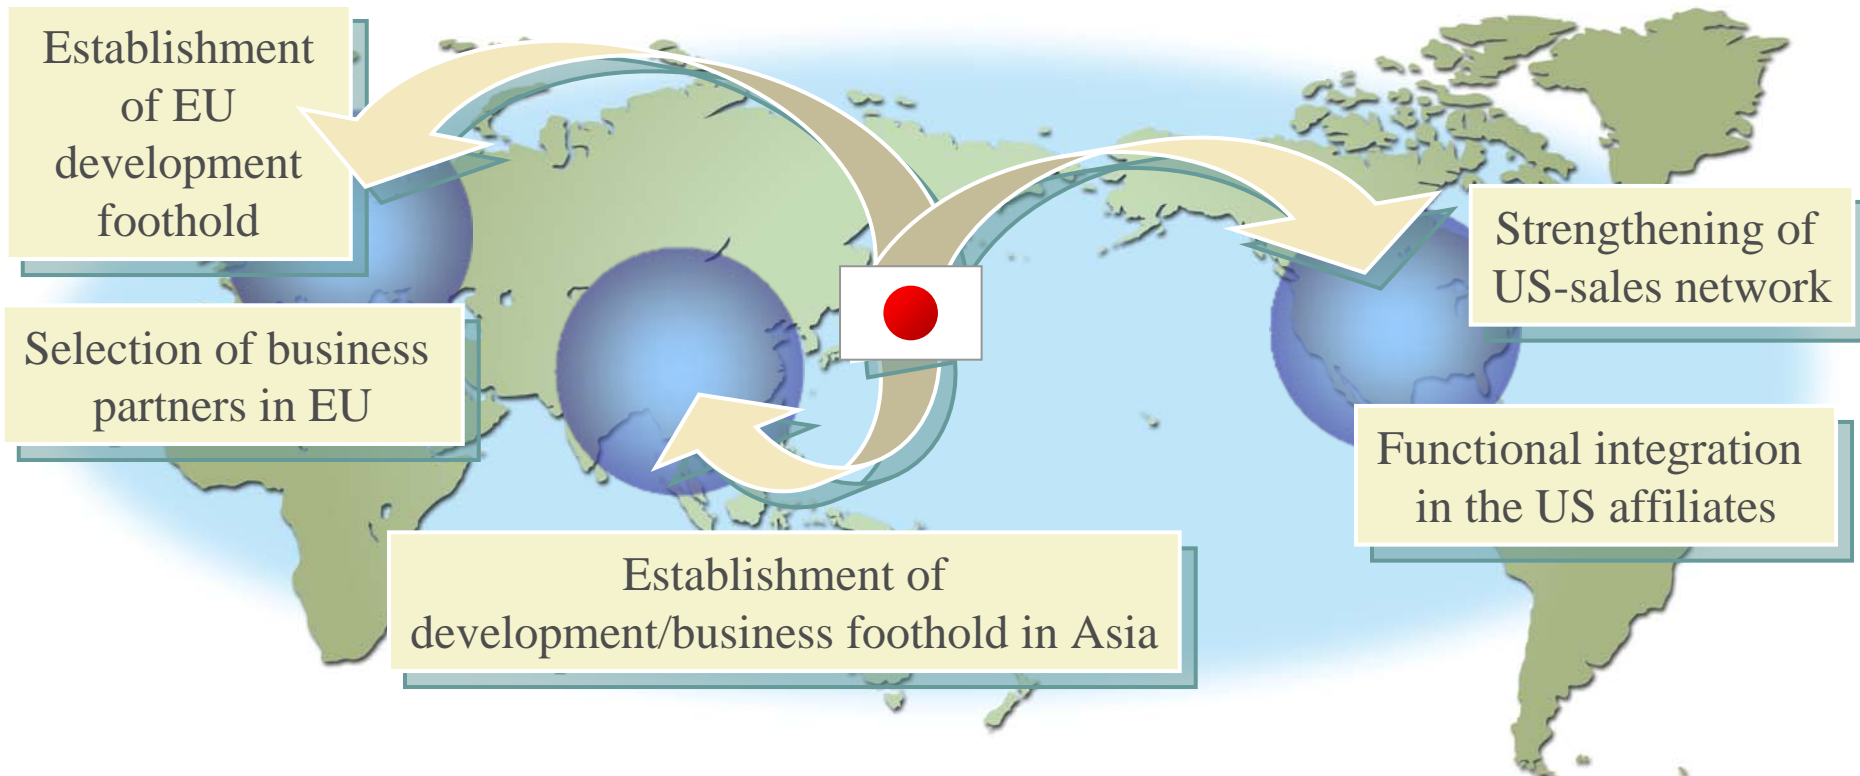 Establishment
of EU
development
foothold
Selection of business
partners in EU
Establishment of
development/business foothold in Asia
Strengthening of
US-sales network
Functional integration
in the US affiliates